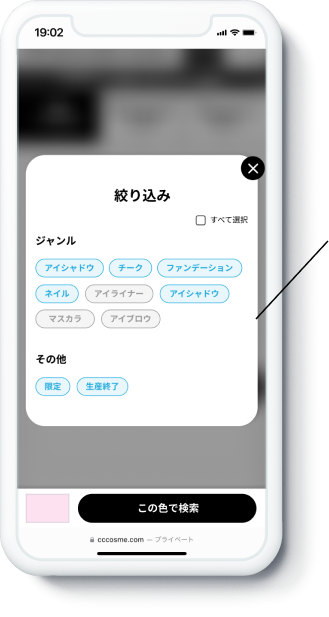 19:02
絞り込み
すべて選択
ジャンル
アイシャドウ チーク ファンデーション
ネイル アイライナー アイシャドウ
マスカラ アイブロウ
その他
限定 生産終了
この色で検索
cccosme.com — プライベート